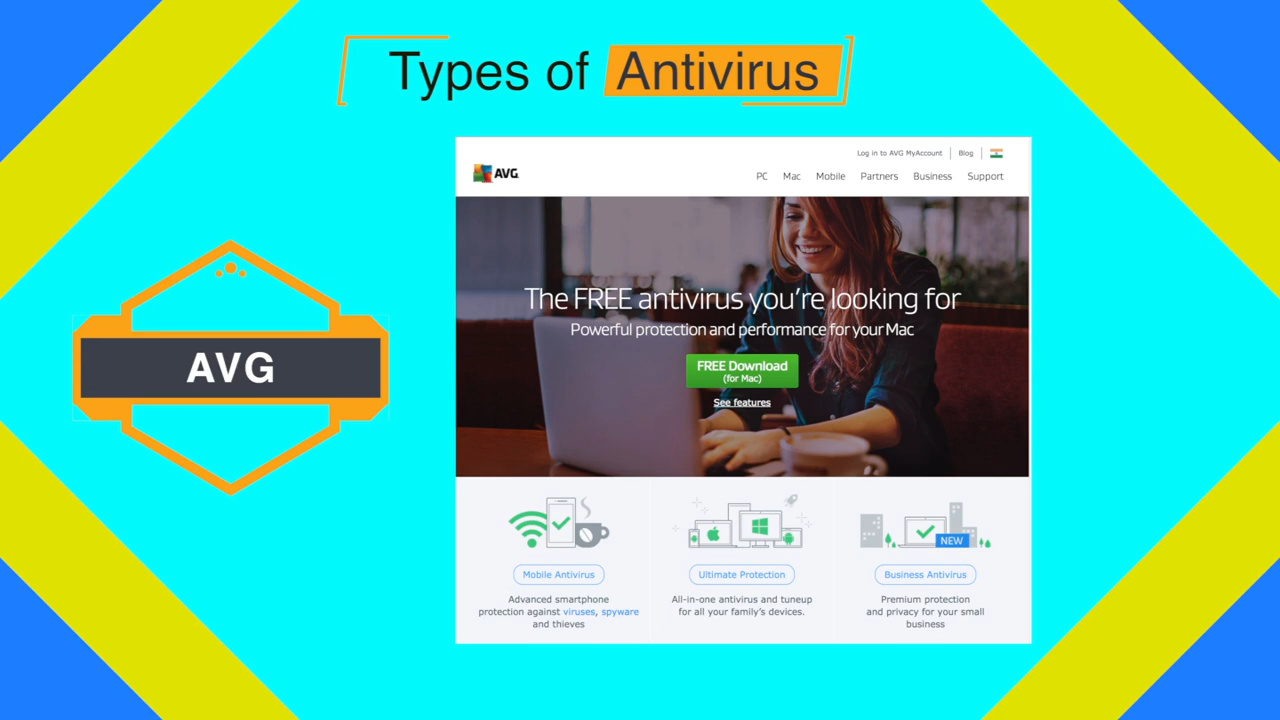 Types of Antivirus
AVG
Log in to AVG MyAccount
Blog
AVG
PC Mac Mobile Partners Business Support
The FREE antivirus you're looking for
Powerful protection and performance for your Mac
FREE Download
(for Mac)
See features
NEW
Mobile Antivirus
Advanced smartphone
protection against viruses, spyware
and thieves
Ultimate Protection
All-in-one antivirus and tuneup
for all your family's devices.
Business Antivirus
Premium protection
and privacy for your small
business